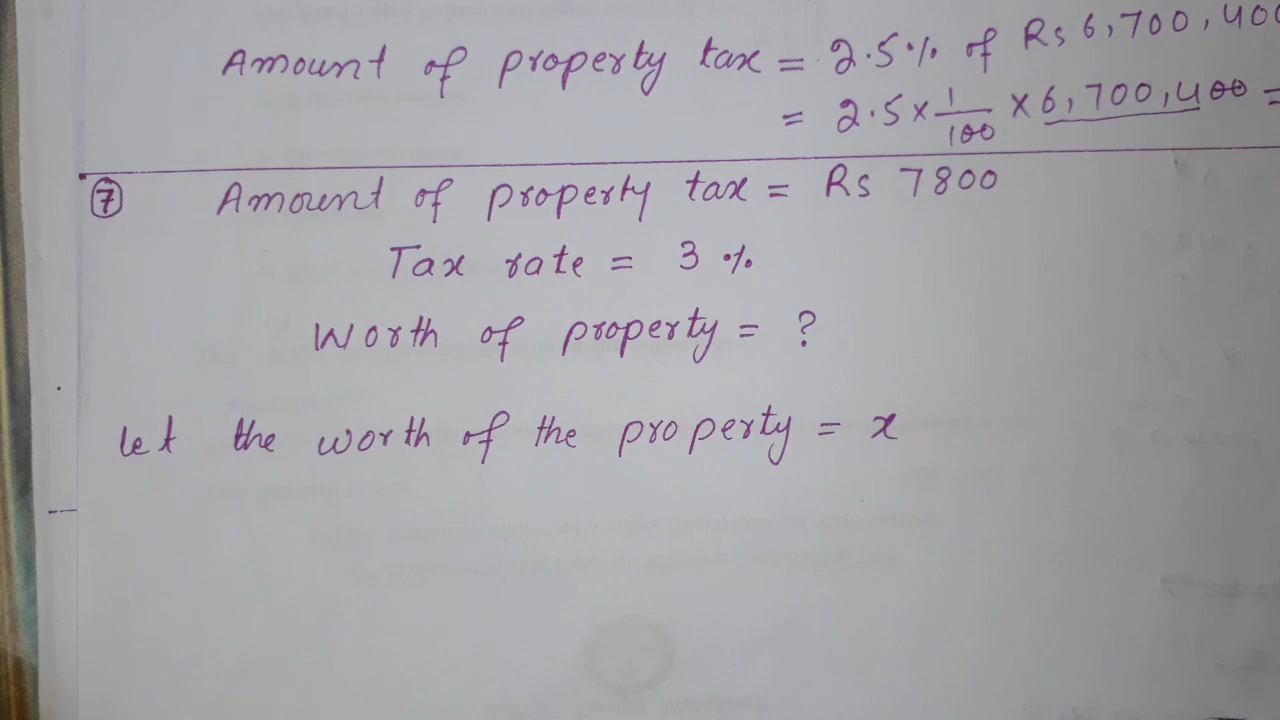 Amount of property tax = 2.5% of Rs 6,700,400
= 2.5 x 1/100 x 6,700,400 =
7 Amount of property tax = Rs 7800
Tax rate = 3 %
Worth of property = ?
let the worth of the property = x